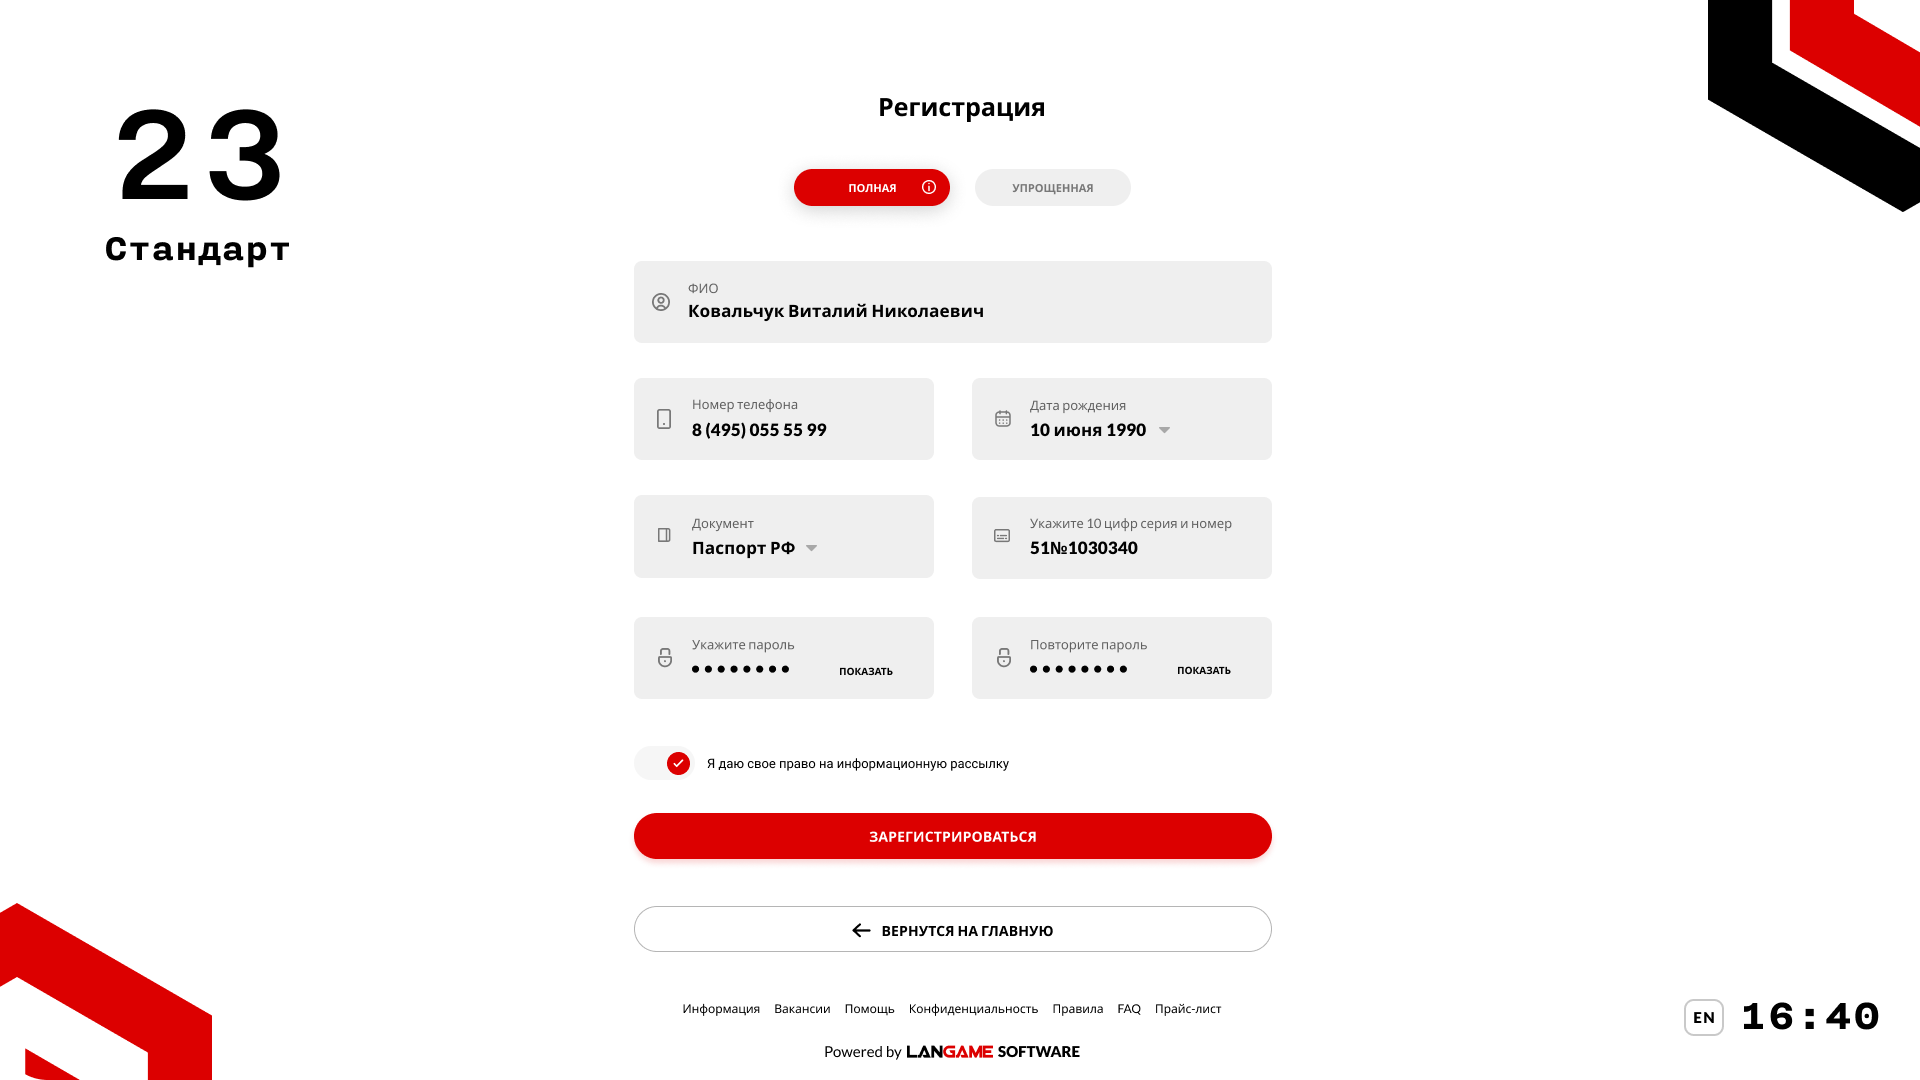 23
Стандарт
Регистрация
ПОЛНАЯ
УПРОЩЕННАЯ
ФИО
Ковальчук Виталий Николаевич
Номер телефона
8 (495) 055 55 99
Дата рождения
10 июня 1990
Документ
Паспорт РФ
Укажите 10 цифр серия и номер
51№1030340
Укажите пароль
ПОКАЗАТЬ
Повторите пароль
ПОКАЗАТЬ
Я даю свое право на информационную рассылку
ЗАРЕГИСТРИРОВАТЬСЯ
ВЕРНУТСЯ НА ГЛАВНУЮ
Информация Вакансии Помощь Конфиденциальность Правила FAQ Прайс-лист
Powered by LANGAME SOFTWARE
EN 16:40